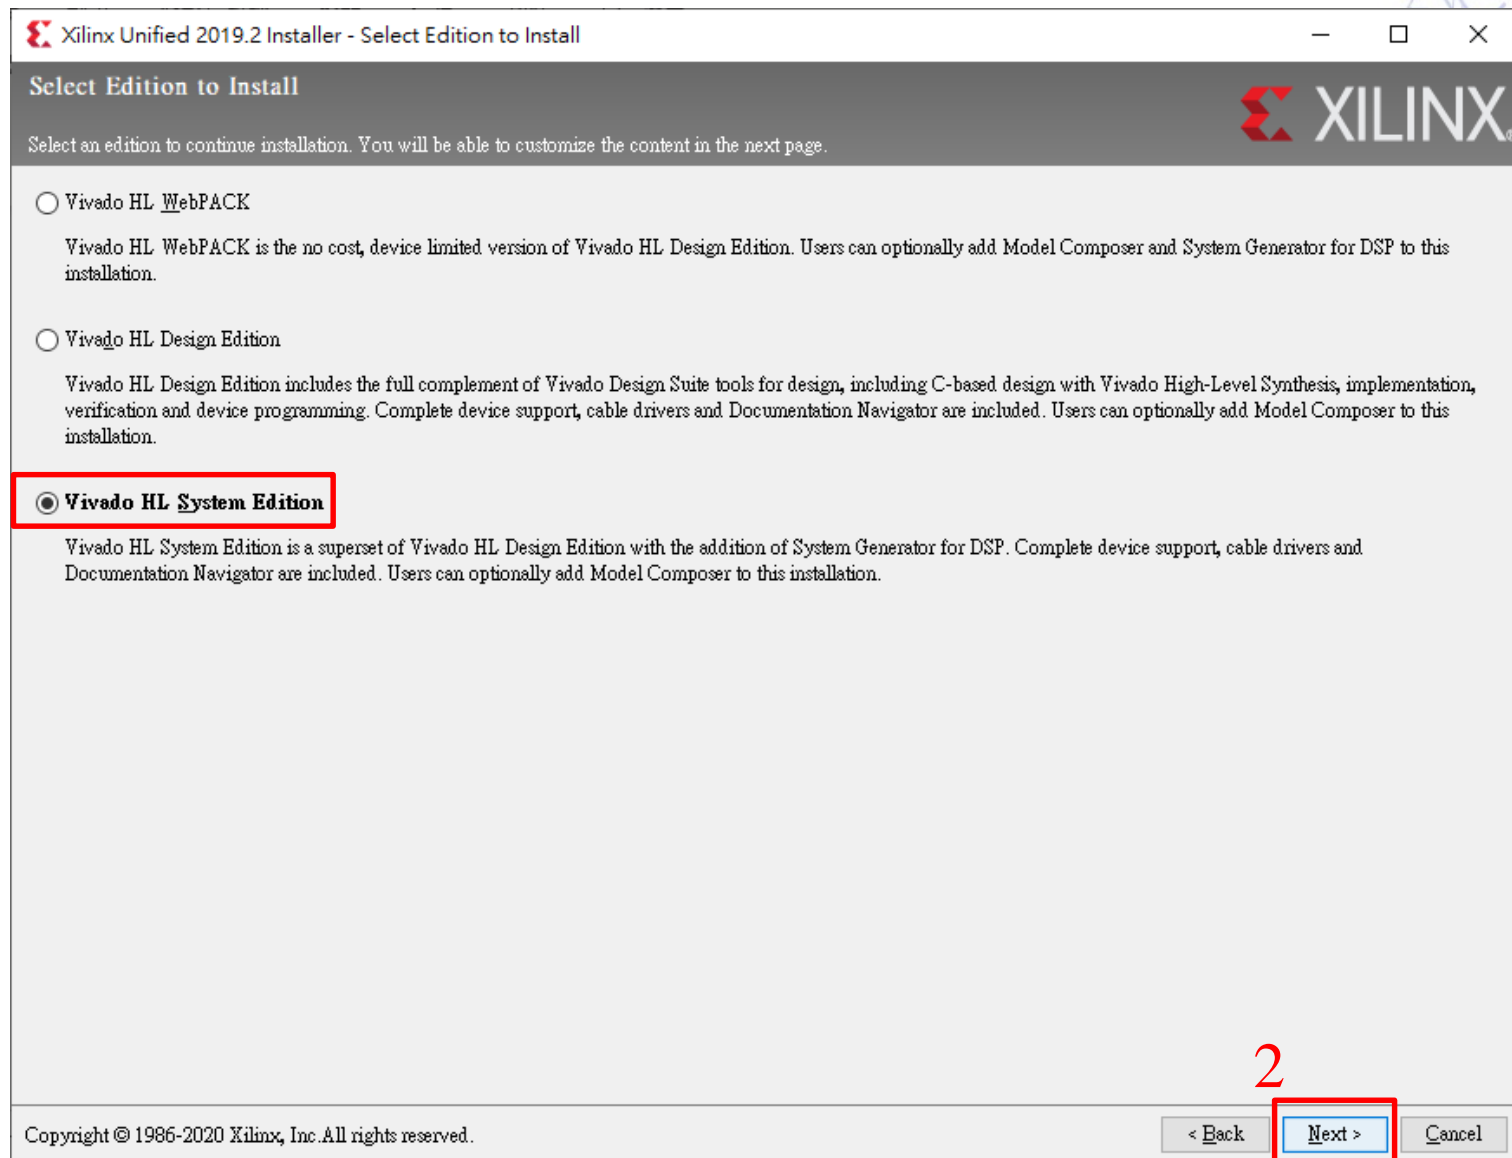 Xilinx Unified 2019.2 Installer - Select Edition to Install
Select Edition to Install
XILINX
Select an edition to continue installation. You will be able to customize the content in the next page.
Vivado HL WebPACK
Vivado HL WebPACK is the no cost, device limited version of Vivado HL Design Edition. Users can optionally add Model Composer and System Generator for DSP to this
installation.
Vivado HL Design Edition
Vivado HL Design Edition includes the full complement of Vivado Design Suite tools for design, including C-based design with Vivado High-Level Synthesis, implementation,
verification and device programming. Complete device support, cable drivers and Documentation Navigator are included. Users can optionally add Model Composer to this
installation.
Vivado HL System Edition
Vivado HL System Edition is a superset of Vivado HL Design Edition with the addition of System Generator for DSP. Complete device support, cable drivers and
Documentation Navigator are included. Users can optionally add Model Composer to this installation.
2
Copyright © 1986-2020 Xilinx, Inc.All rights reserved.
< Back
Next >
Cancel